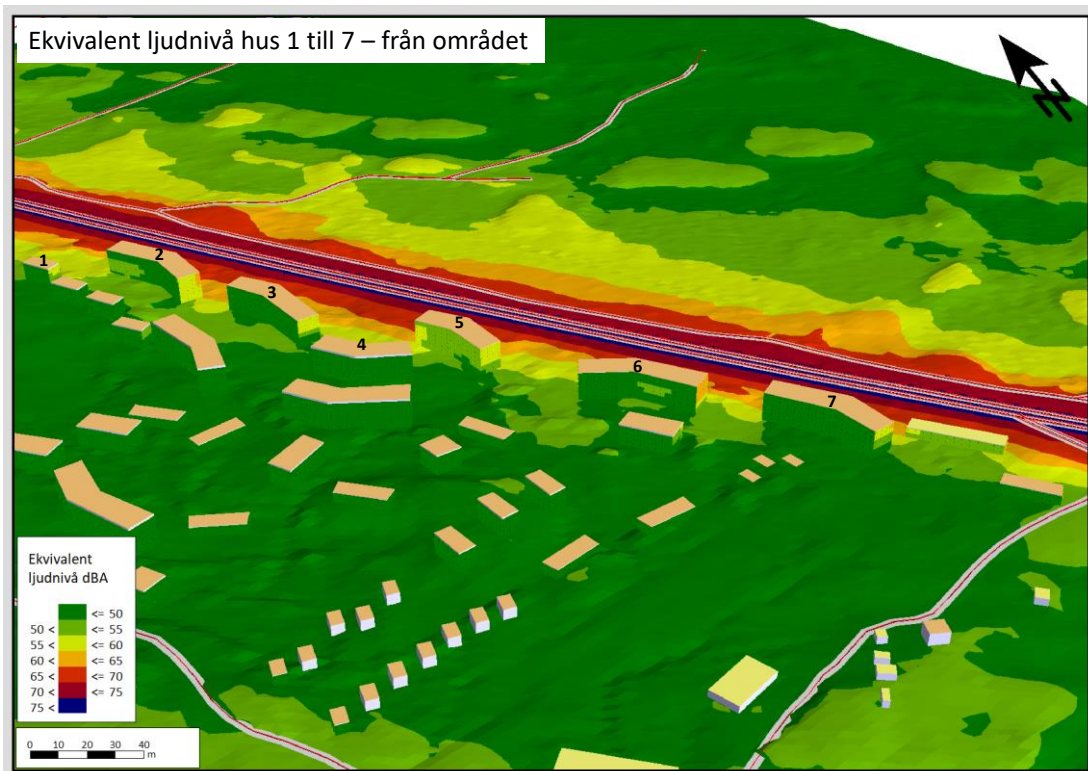 Ekvivalent ljudnivå hus 1 till 7 – från området
N
1
2
3
4
5
6
7
Ekvivalent
ljudnivå dBA
<= 50
50 < <= 55
55 < <= 60
60 < <= 65
65 < <= 70
70 < <= 75
75 <
0 10 20 30 40
m